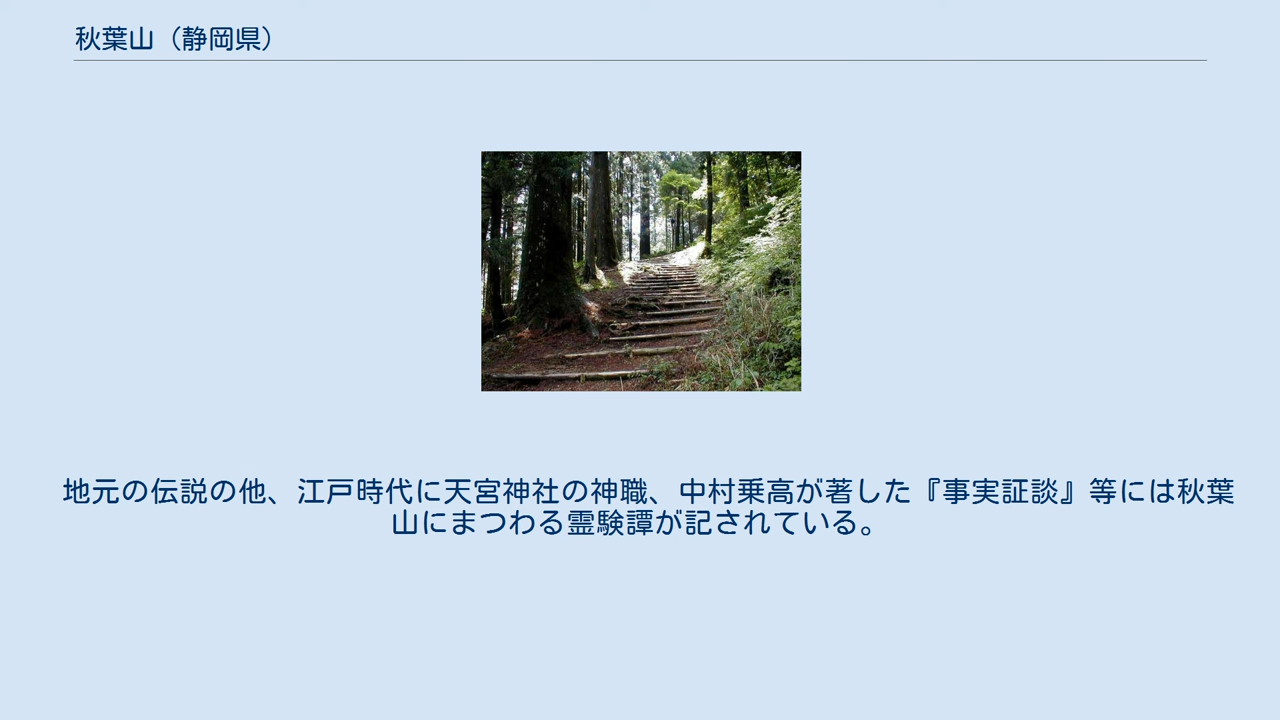 秋葉山（静岡県）
地元の伝説の他、江戸時代に天宮神社の神職、中村乗高が著した『事実証談』等には秋葉
山にまつわる霊験譚が記されている。